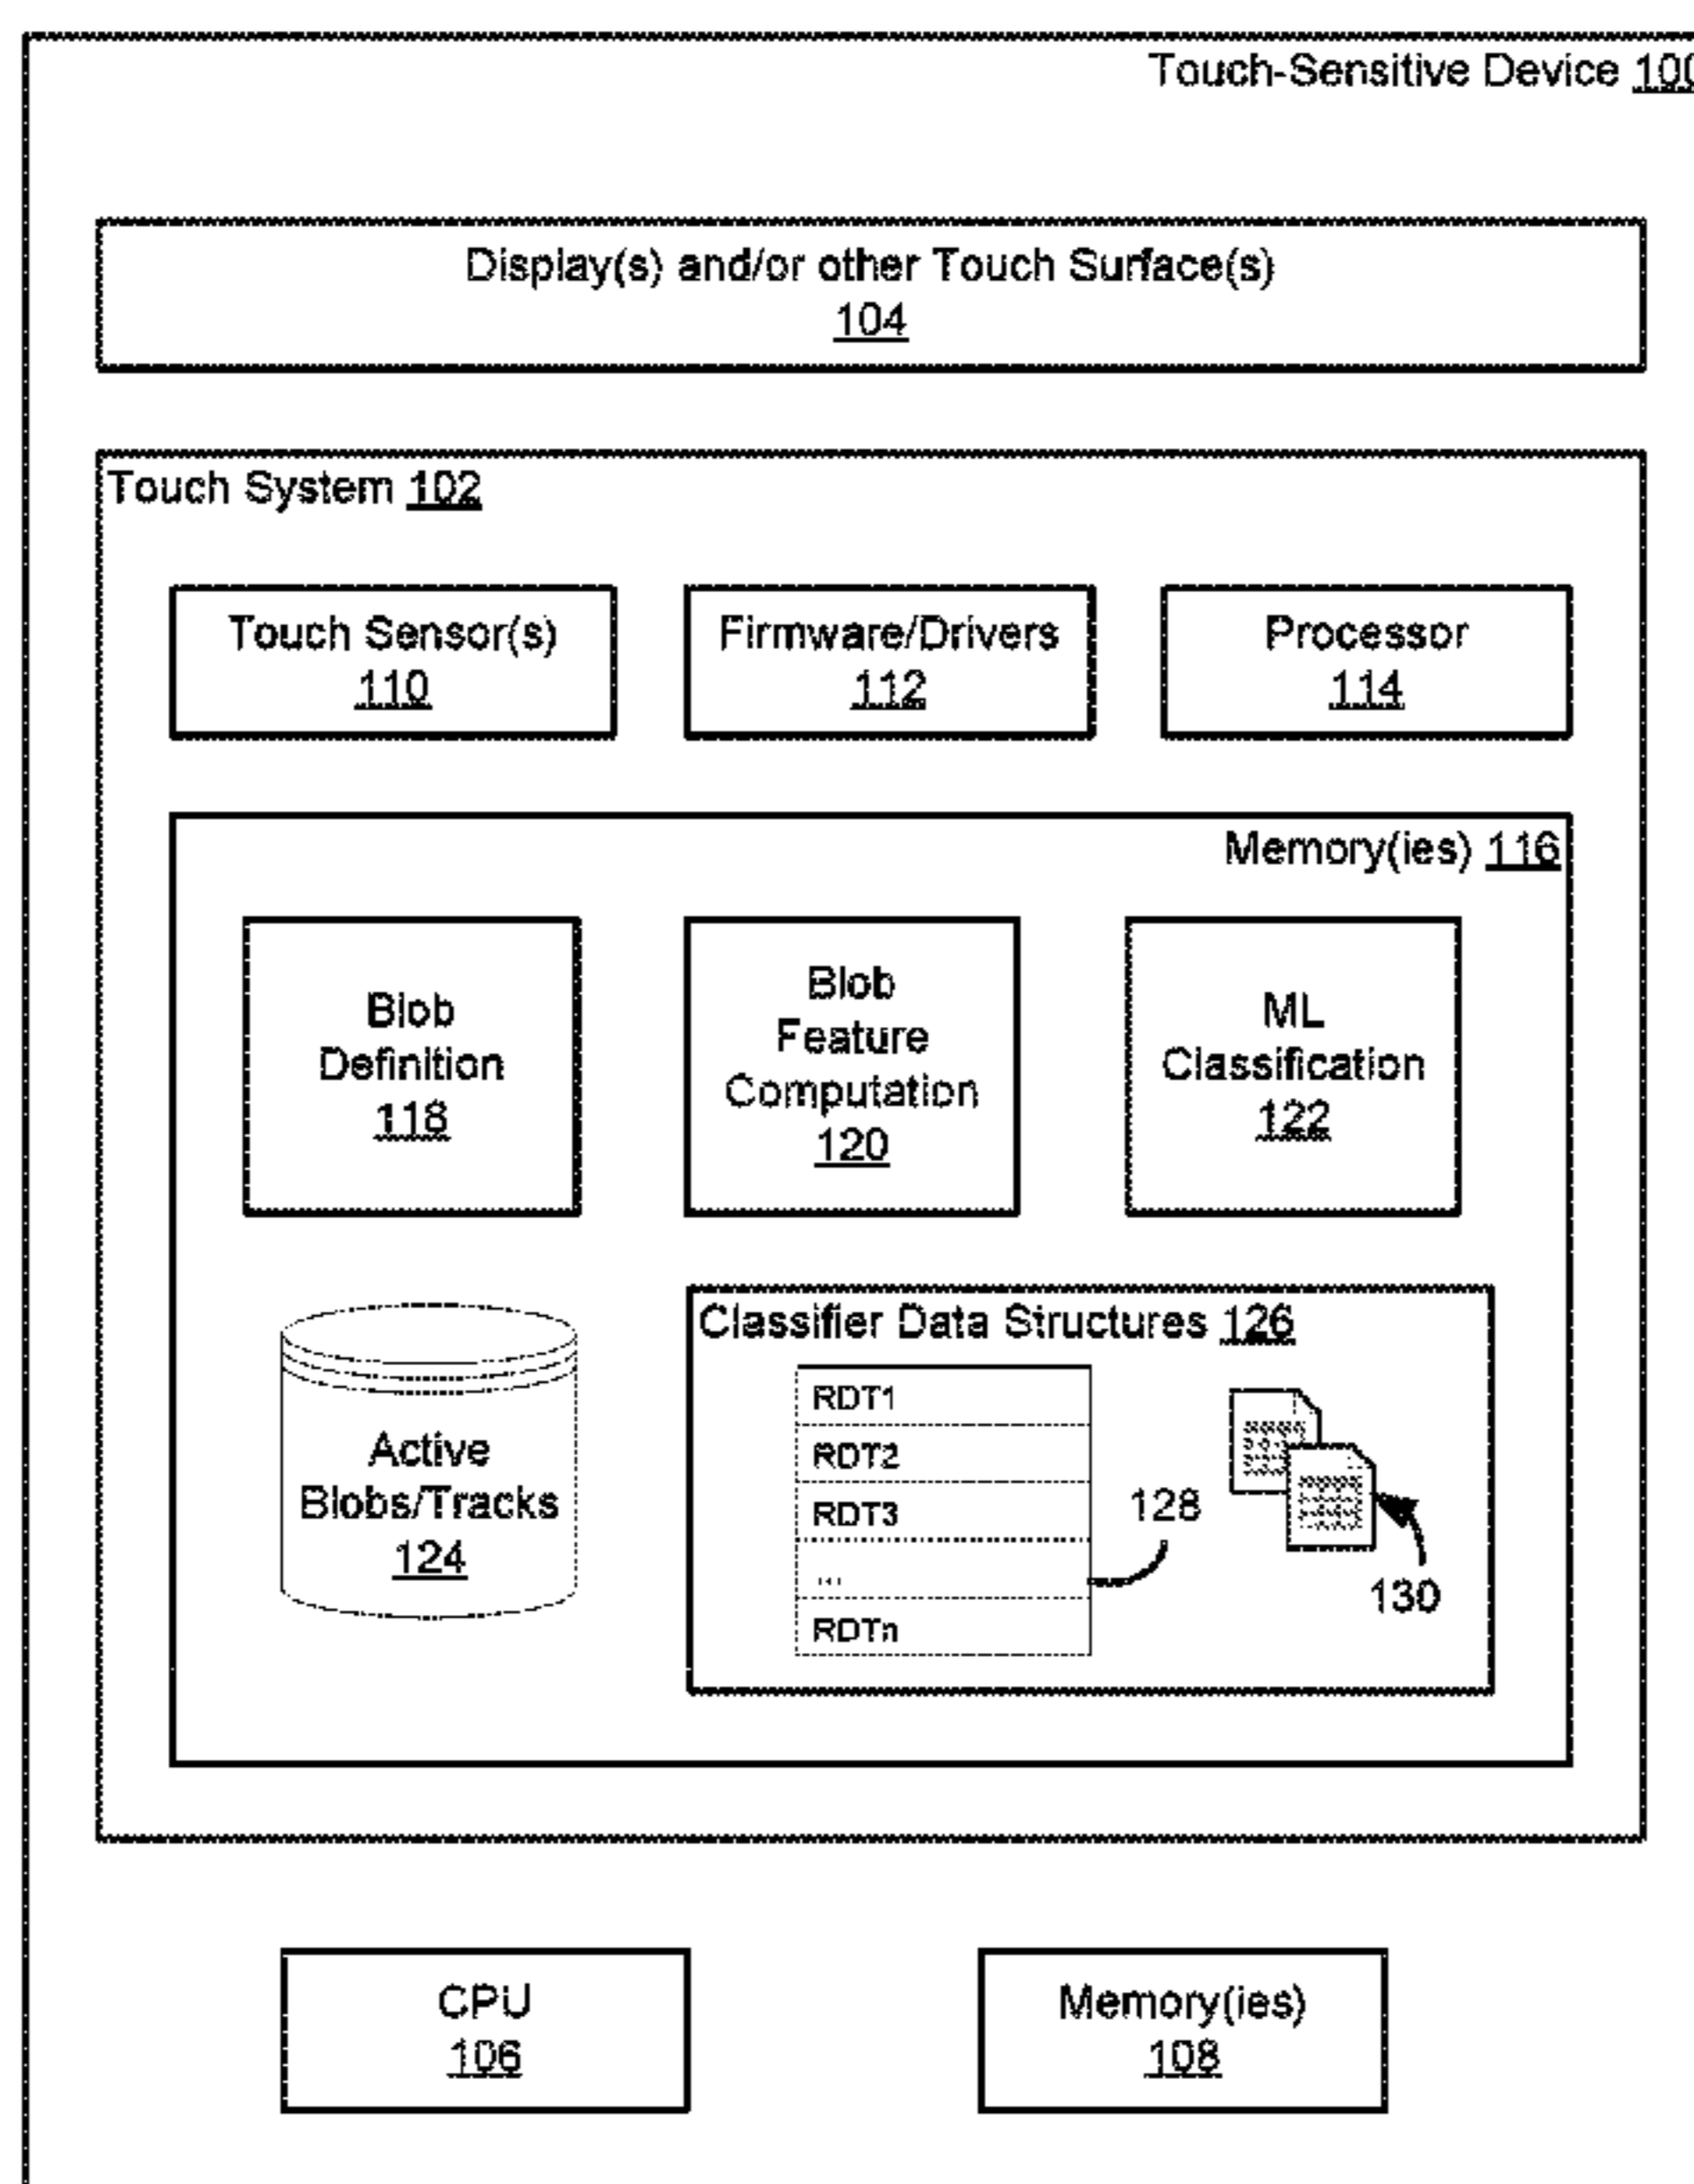 Touch-Sensitive Device 100
Display(s) and/or other Touch Surface(s)
104
Touch System 102
Touch Sensor(s)
110
Firmware/Drivers
112
Processor
114
Memory(ies) 116
Blob
Definition
118
Blob
Feature
Computation
120
ML
Classification
122
Active
Blobs/Tracks
124
Classifier Data Structures 126
RDT1
RDT2
RDT3
...
RDTn
128
130
CPU
106
Memory(ies)
108